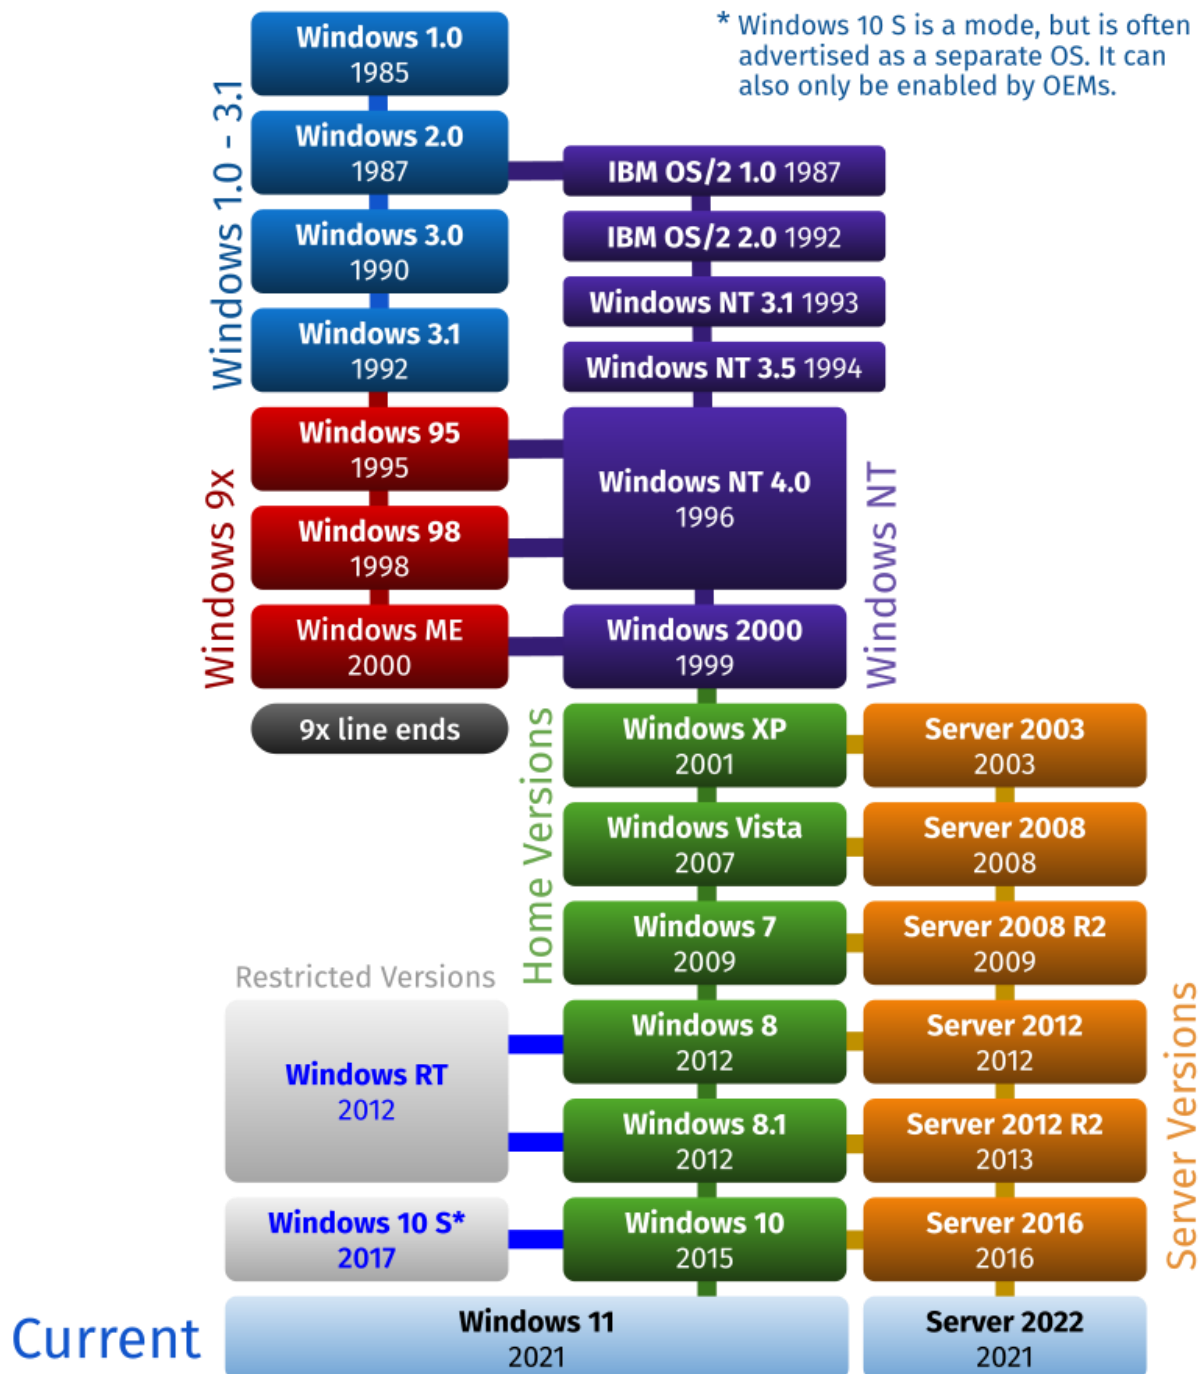 * Windows 10 S is a mode, but is often
advertised as a separate OS. It can
also only be enabled by OEMs.
Windows 1.0 - 3.1
Windows 1.0
1985
Windows 2.0
1987
Windows 3.0
1990
Windows 3.1
1992
IBM OS/2 1.0 1987
IBM OS/2 2.0 1992
Windows NT 3.1 1993
Windows NT 3.5 1994
Windows 9x
Windows 95
1995
Windows 98
1998
Windows ME
2000
9x line ends
Windows NT 4.0
1996
Windows 2000
1999
Windows NT
Home Versions
Windows XP
2001
Windows Vista
2007
Windows 7
2009
Windows 8
2012
Windows 8.1
2012
Windows 10
2015
Server 2003
2003
Server 2008
2008
Server 2008 R2
2009
Server 2012
2012
Server 2012 R2
2013
Server 2016
2016
Server Versions
Restricted Versions
Windows RT
2012
Windows 10 S*
2017
Current
Windows 11
2021
Server 2022
2021